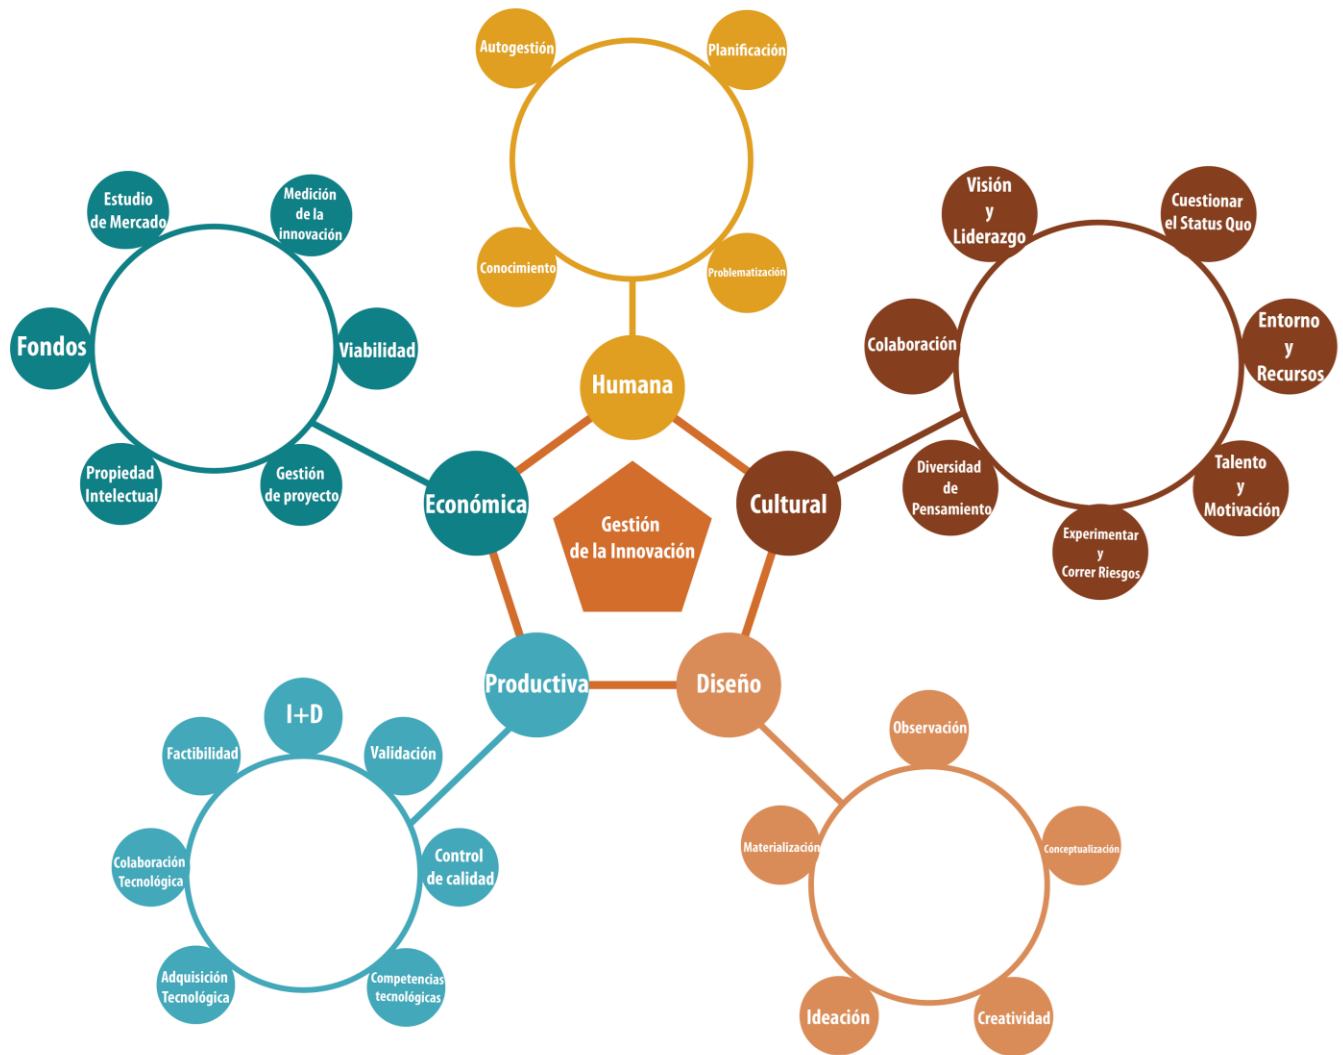 Autogestión
Planificación
Conocimiento
Problematización
Humana
Estudio
de Mercado
Medición
de la
innovación
Fondos
Viabilidad
Propiedad
Intelectual
Gestión
de proyecto
Económica
Visión
y
Liderazgo
Cuestionar
el Status Quo
Colaboración
Entorno
y
Recursos
Diversidad
de
Pensamiento
Talento
y
Motivación
Experimentar
y
Correr Riesgos
Cultural
Gestión
de la Innovación
Productiva
Diseño
I+D
Factibilidad
Validación
Colaboración
Tecnológica
Control
de calidad
Adquisición
Tecnológica
Competencias
tecnológicas
Observación
Materialización
Conceptualización
Ideación
Creatividad